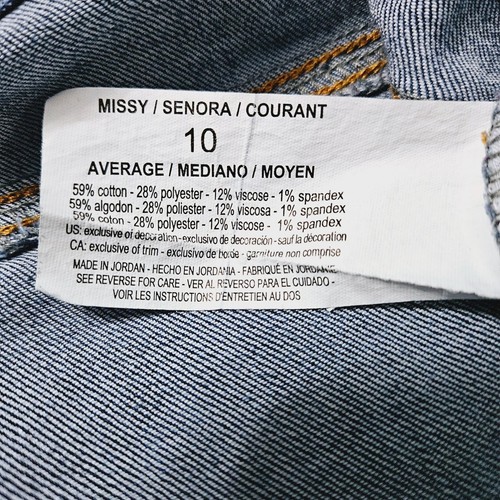 MISSY / SENORA / COURANT
10
AVERAGE / MEDIANO / MOYEN
59% cotton - 28% polyester - 12% viscose - 1% spandex
59% algodon - 28% poliester - 12% viscosa - 1% spandex
59% coton - 28% polyester - 12% viscose - 1% spandex
US: exclusive of decoration-exclusivo de decoración-sauf la décoration
CA: exclusive of trim - exclusivo de borde - garniture non comprise
MADE IN JORDAN - HECHO EN JORDANIA - FABRIQUÉ EN JORDANIE
SEE REVERSE FOR CARE - VER AL REVERSO PARA EL CUIDADO -
VOIR LES INSTRUCTIONS D'ENTRETIEN AU DOS